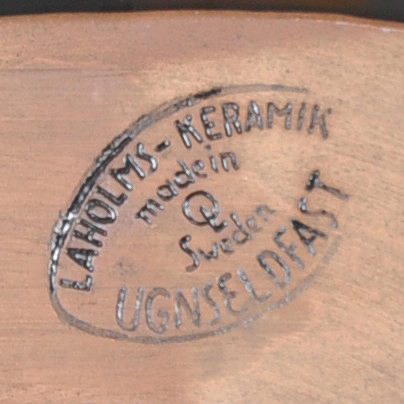 LAHOLMS-KERAMIK
made in
Sweden
UGNSELDFAST